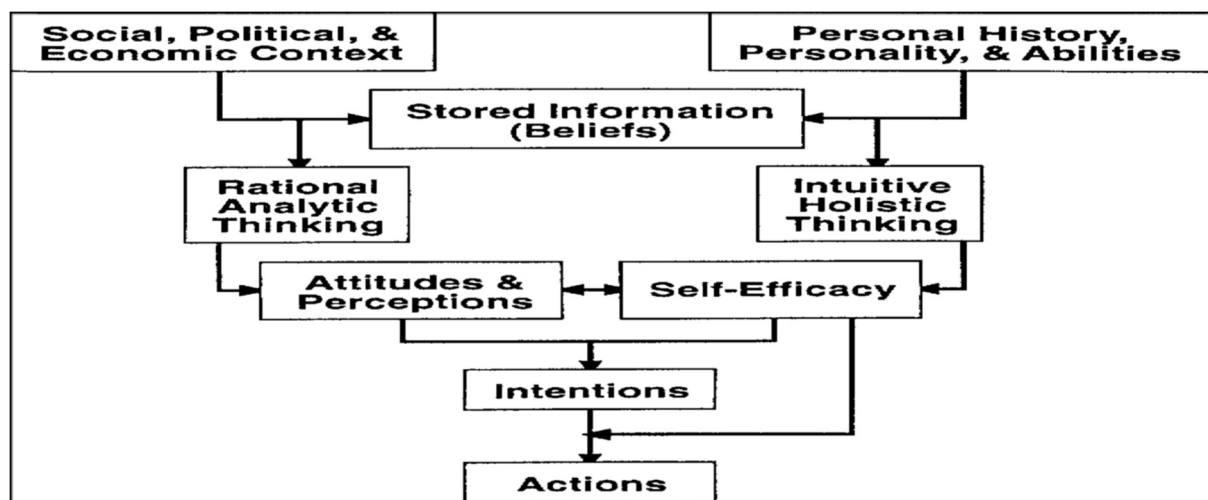 Social, Political, &
Economic Context
Personal History,
Personality, & Abilities
Stored Information
(Beliefs)
Rational
Analytic
Thinking
Intuitive
Holistic
Thinking
Attitudes &
Perceptions
Self-Efficacy
Intentions
Actions